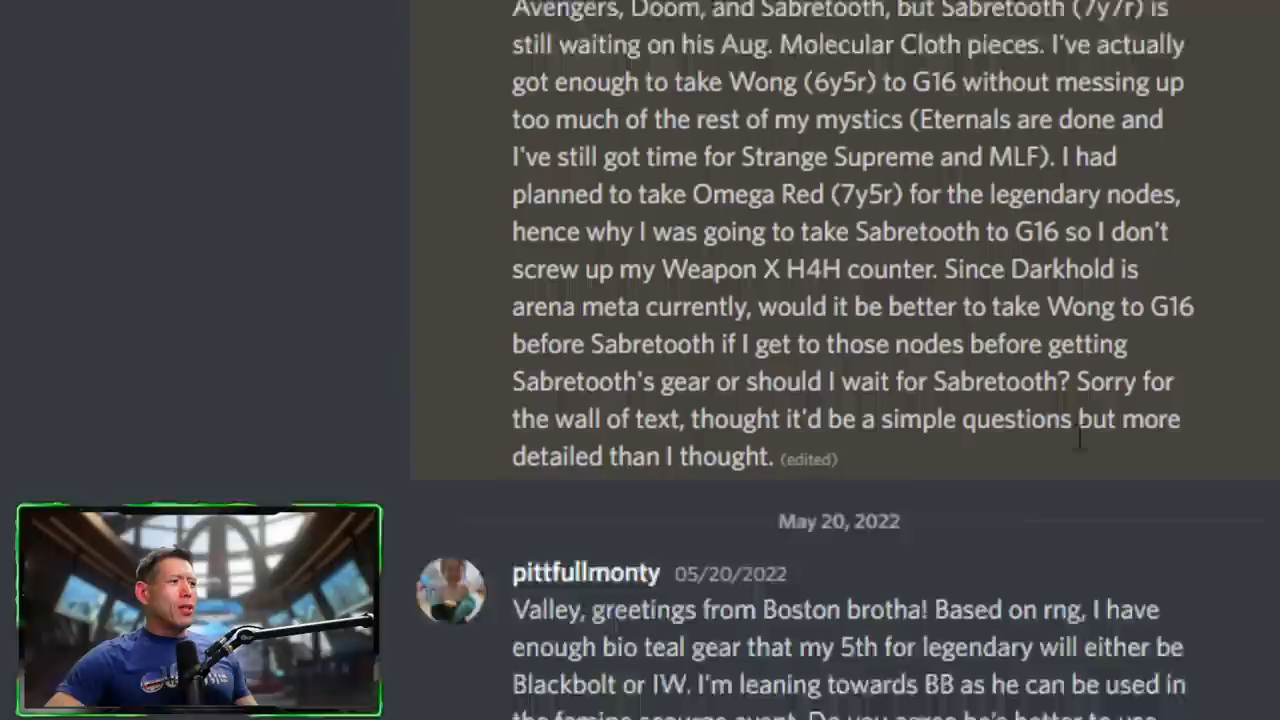 Avengers, Doom, and Sabretooth, but Sabretooth (7y7r) is
still waiting on his Aug. Molecular Cloth pieces. I've actually
got enough to take Wong (6y5r) to G16 without messing up
too much of the rest of my mystics (Eternals are done and
I've still got time for Strange Supreme and MLF). I had
planned to take Omega Red (7y5r) for the legendary nodes,
hence why I was going to take Sabretooth to G16 so I don't
screw up my Weapon X H4H counter. Since Darkhold is
arena meta currently, would it be better to take Wong to G16
before Sabretooth if I get to those nodes before getting
Sabretooth's gear or should I wait for Sabretooth? Sorry for
the wall of text, thought it'd be a simple questions but more
detailed than I thought. (edited)
May 20, 2022
pittfullmonty 05/20/2022
Valley, greetings from Boston brotha! Based on rng, I have
enough bio teal gear that my 5th for legendary will either be
Blackbolt or IW. I'm leaning towards BB as he can be used in